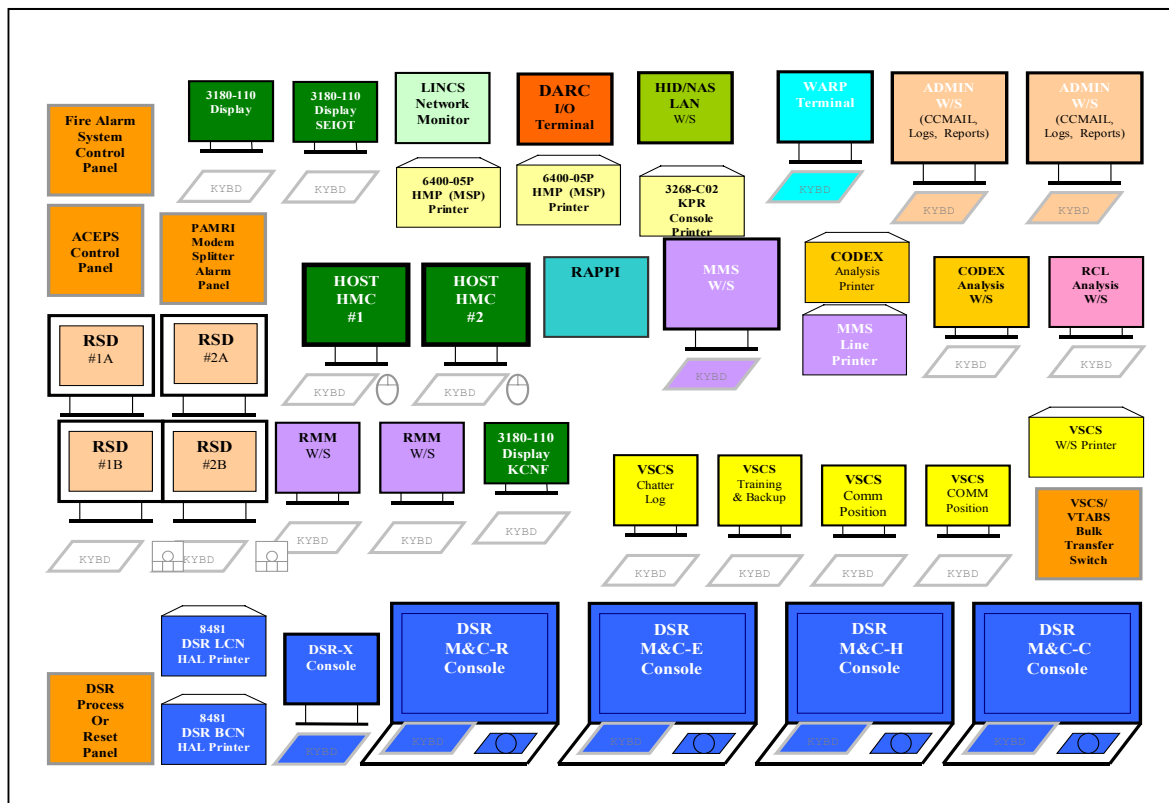 Fire Alarm
System
Control
Panel
3180-110
Display
KYBD
3180-110
Display
SEIOT
KYBD
LINCS
Network
Monitor
DARC
I/O
Terminal
HID/NAS
LAN
W/S
WARP
Terminal
KYBD
ADMIN
W/S
(CCMAIL,
Logs, Reports)
KYBD
ADMIN
W/S
(CCMAIL,
Logs, Reports)
KYBD
6400-05P
HMP (MSP)
Printer
6400-05P
HMP (MSP)
Printer
3268-C02
KPR
Console
Printer
ACEPS
Control
Panel
PAMRI
Modem
Splitter
Alarm
Panel
HOST
HMC
#1
KYBD
HOST
HMC
#2
KYBD
RAPPI
MMS
W/S
KYBD
CODEX
Analysis
Printer
MMS
Line
Printer
CODEX
Analysis
W/S
KYBD
RCL
Analysis
W/S
KYBD
RSD
#1A
RSD
#2A
RSD
#1B
KYBD
RSD
#2B
KYBD
RMM
W/S
KYBD
RMM
W/S
KYBD
3180-110
Display
KCNF
KYBD
VSCS
Chatter
Log
KYBD
VSCS
Training
& Backup
KYBD
VSCS
Comm
Position
KYBD
VSCS
COMM
Position
KYBD
VSCS
W/S Printer
VSCS/
VTABS
Bulk
Transfer
Switch
DSR
Process
Or
Reset
Panel
8481
DSR LCN
HAL Printer
8481
DSR BCN
HAL Printer
DSR-X
Console
KYBD
DSR
M&C-R
Console
KYBD
DSR
M&C-E
Console
KYBD
DSR
M&C-H
Console
KYBD
DSR
M&C-C
Console
KYBD